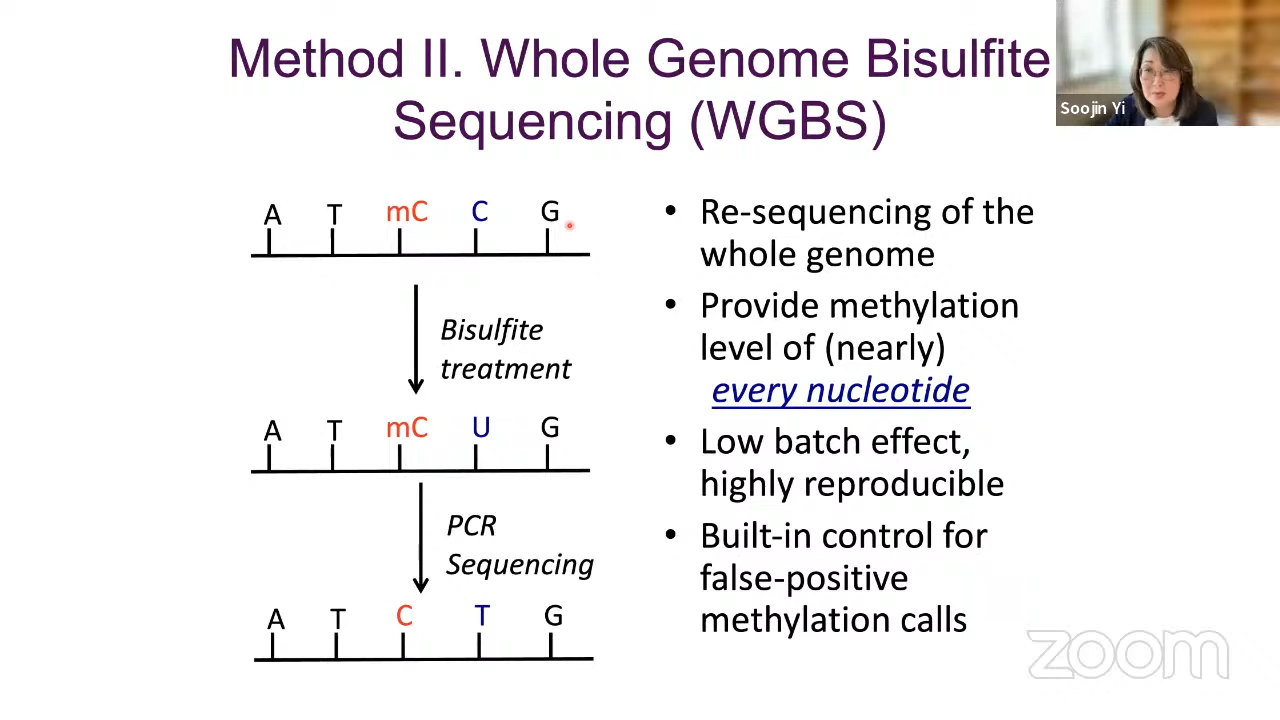 Method II. Whole Genome Bisulfite
Sequencing (WGBS)
Soojin Yi
A T mC C G
Bisulfite
treatment
A T mC U G
PCR
Sequencing
A T C T G
• Re-sequencing of the
whole genome
• Provide methylation
level of (nearly)
every nucleotide
• Low batch effect,
highly reproducible
• Built-in control for
false-positive
methylation calls
zoom